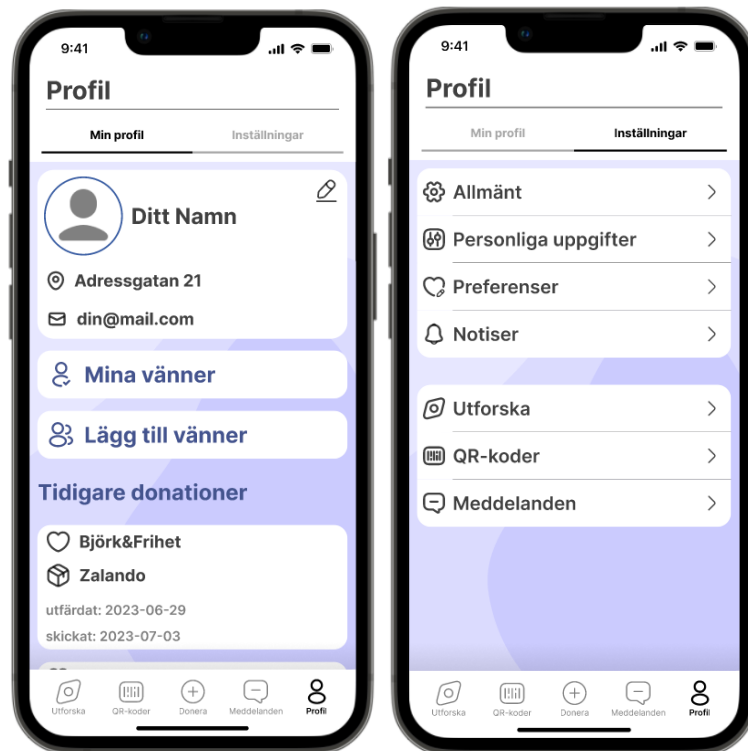 9:41
Profil
Min profil
Inställningar
Ditt Namn
Adressgatan 21
din@mail.com
Mina vänner
Lägg till vänner
Tidigare donationer
Björk&Frihet
Zalando
utfärdat: 2023-06-29
skickat: 2023-07-03
Utforska
QR-koder
Donera
Meddelanden
Profil
9:41
Profil
Min profil
Inställningar
Allmänt
Personliga uppgifter
Preferenser
Notiser
Utforska
QR-koder
Meddelanden
Utforska
QR-koder
Donera
Meddelanden
Profil